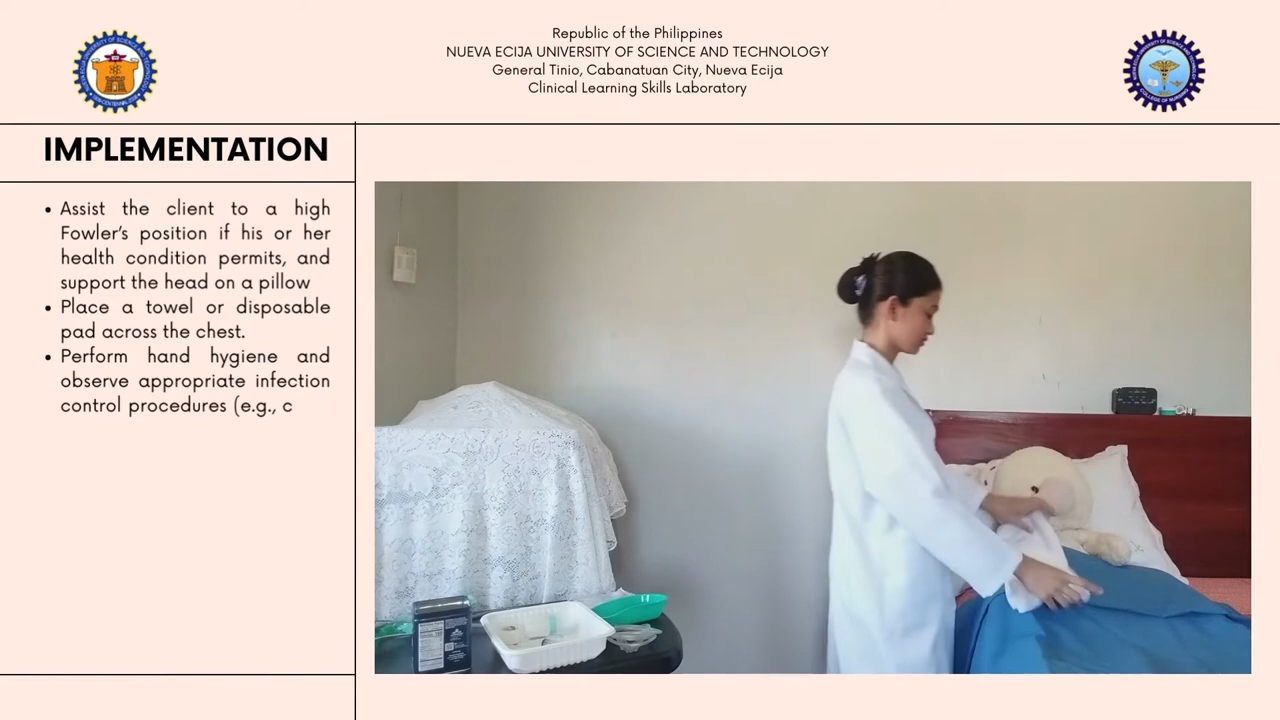 Republic of the Philippines
NUEVA ECIJA UNIVERSITY OF SCIENCE AND TECHNOLOGY
General Tinio, Cabanatuan City, Nueva Ecija
Clinical Learning Skills Laboratory
IMPLEMENTATION
• Assist the client to a high
Fowler's position if his or her
health condition permits, and
support the head on a pillow
• Place a towel or disposable
pad across the chest.
• Perform hand hygiene and
observe appropriate infection
control procedures (e.g., c